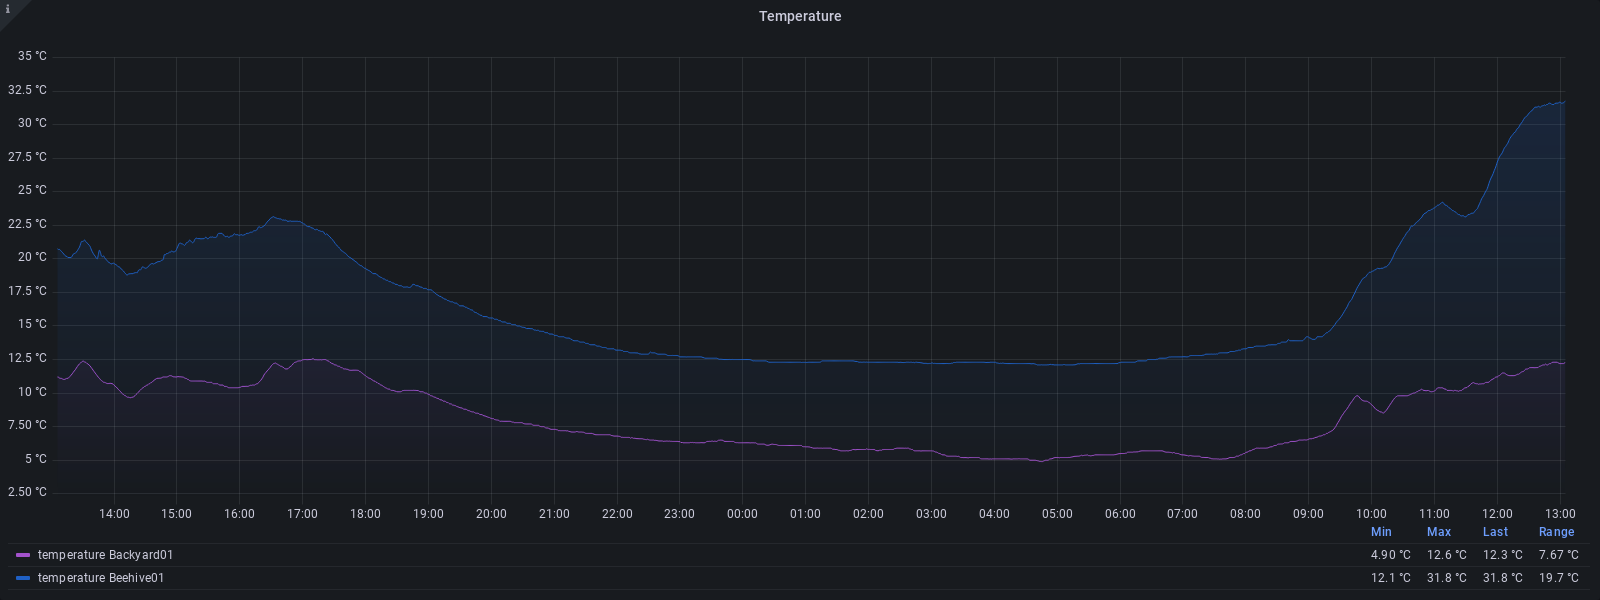 i
Temperature
35 °C
32.5 °C
30 °C
27.5 °C
25 °C
22.5 °C
20 °C
17.5 °C
15 °C
12.5 °C
10 °C
7.50 °C
5 °C
2.50 °C
14:00 15:00 16:00 17:00 18:00 19:00 20:00 21:00 22:00 23:00 00:00 01:00 02:00 03:00 04:00 05:00 06:00 07:00 08:00 09:00 10:00 11:00 12:00 13:00
Min Max Last Range
temperature Backyard01 4.90 °C 12.6 °C 12.3 °C 7.67 °C
temperature Beehive01 12.1 °C 31.8 °C 31.8 °C 19.7 °C